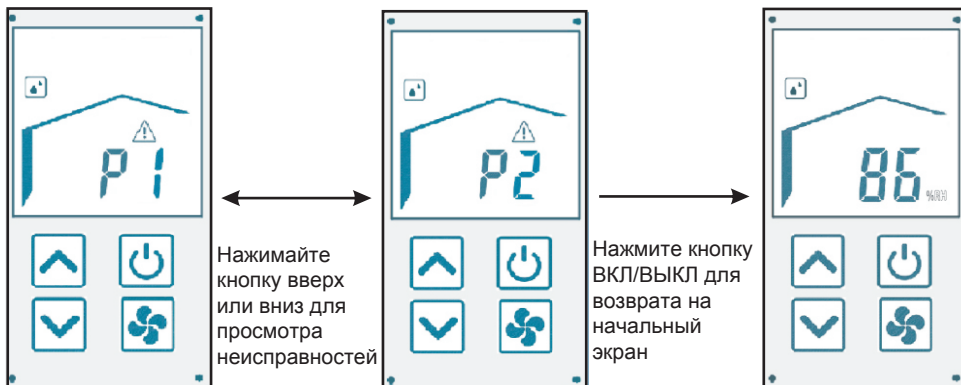 P1
Нажимайте
кнопку вверх
или вниз для
просмотра
неисправностей
P2
Нажмите кнопку
ВКЛ/ВЫКЛ для
возврата на
начальный
экран
86 %RH